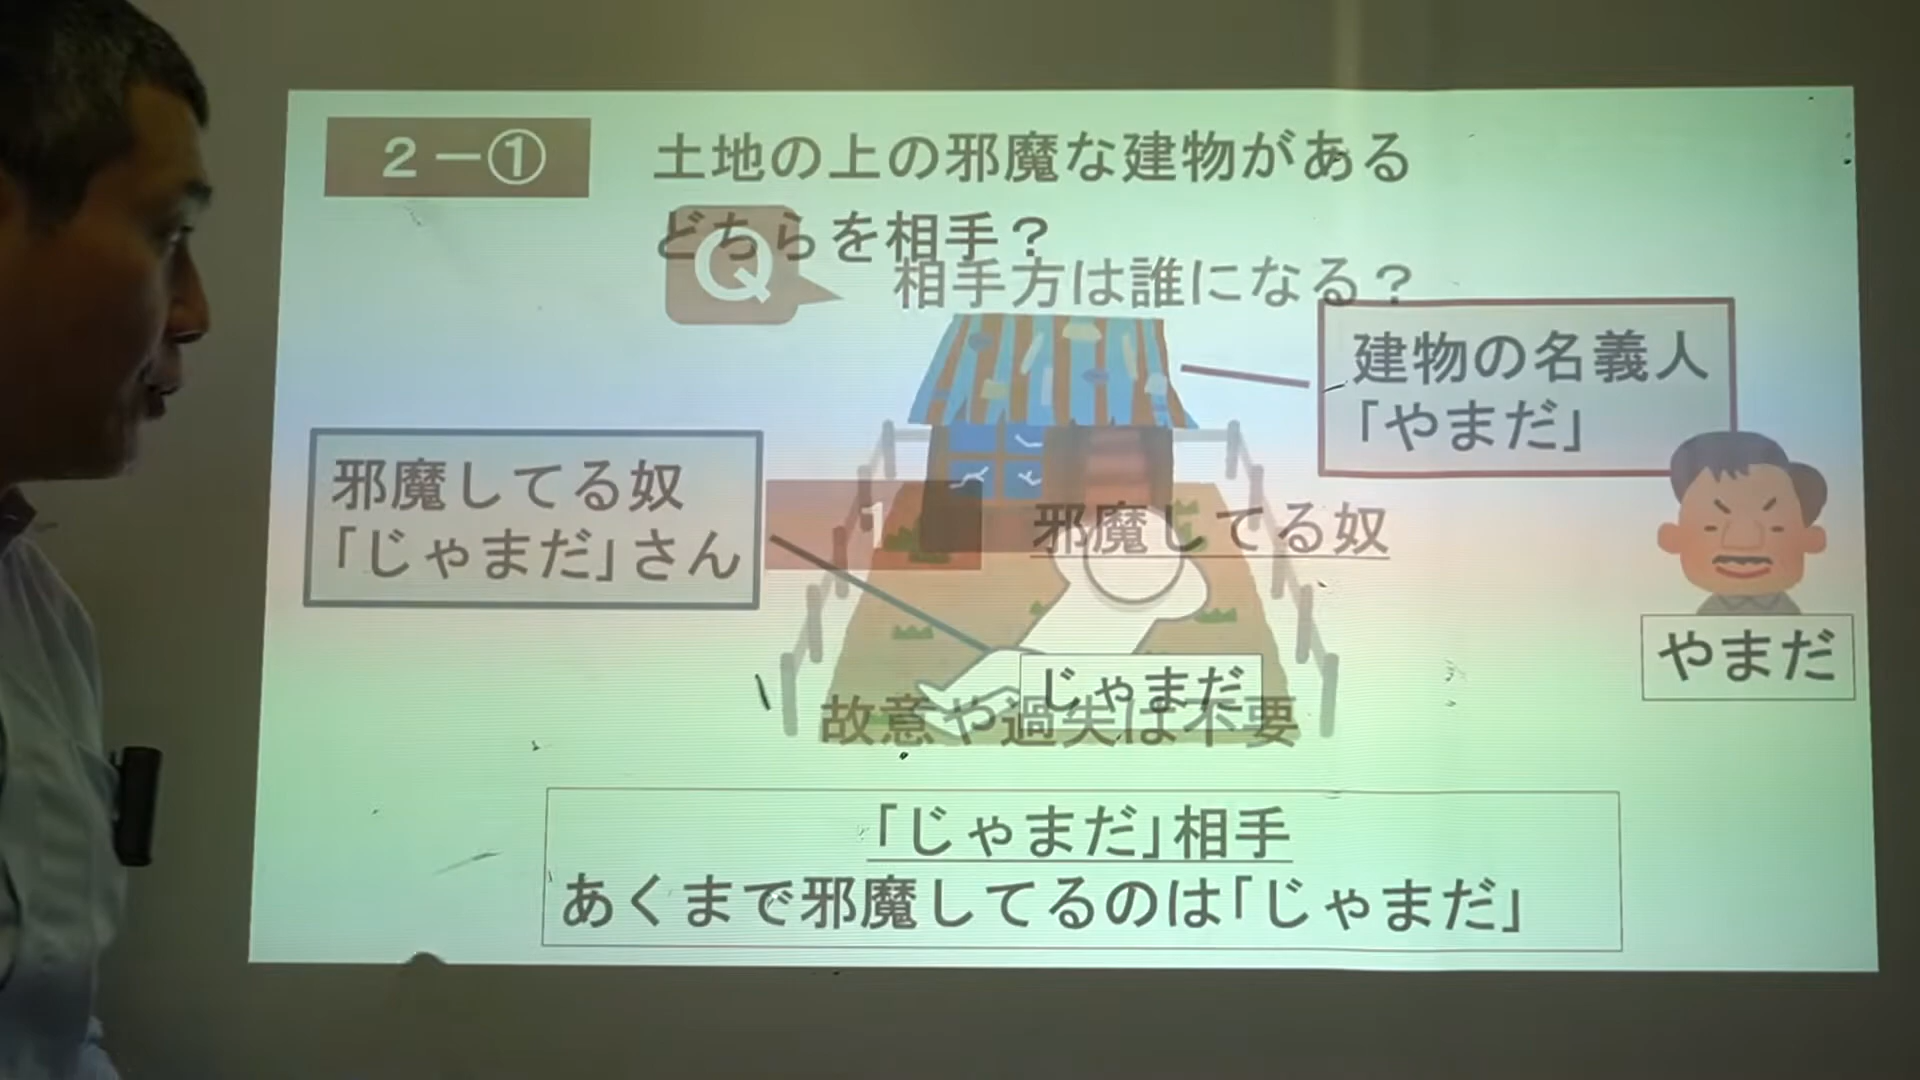 2-①
土地の上の邪魔な建物がある
どちらを相手？
Q
相手方は誰になる？
建物の名義人
「やまだ」
邪魔してる奴
「じゃまだ」さん
1
邪魔してる奴
やまだ
じゃまだ
故意や過失は不要
「じゃまだ」相手
あくまで邪魔してるのは「じゃまだ」